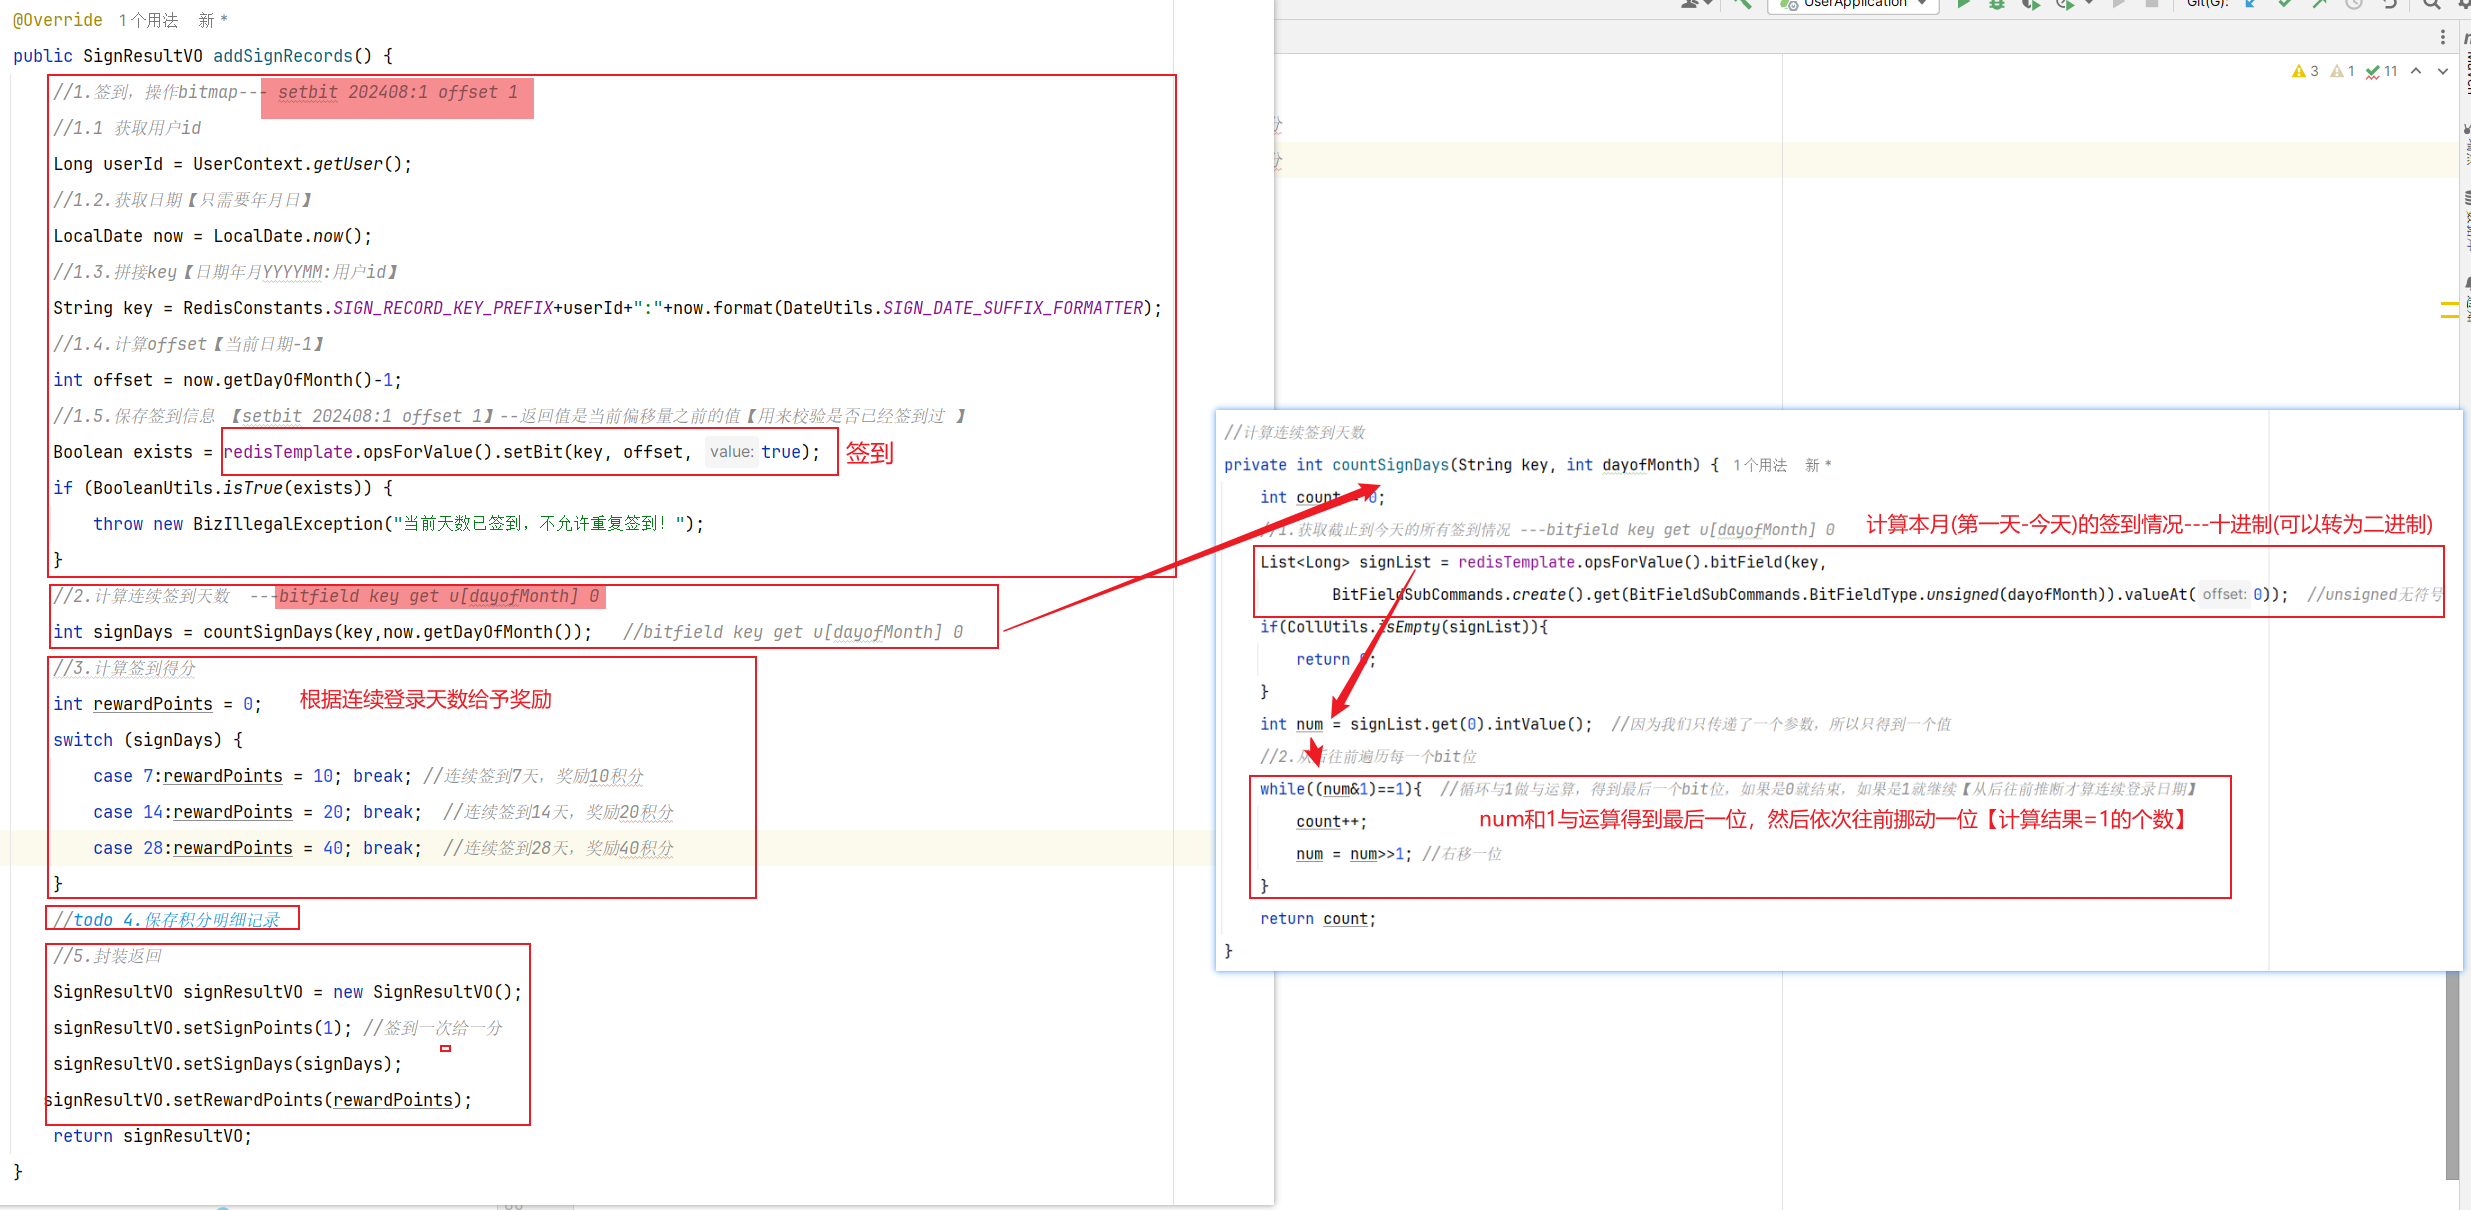 @Override 1个用法 新 *
public SignResultVO addSignRecords() {
//1.签到，操作bitmap--- setbit 202408:1 offset 1
//1.1 获取用户id
Long userId = UserContext.getUser();
//1.2.获取日期【只需要年月日】
LocalDate now = LocalDate.now();
//1.3.拼接key【日期年月YYYYMM:用户id】
String key = RedisConstants.SIGN_RECORD_KEY_PREFIX+userId+":"+now.format(DateUtils.SIGN_DATE_SUFFIX_FORMATTER);
//1.4.计算offset【当前日期-1】
int offset = now.getDayOfMonth()-1;
//1.5.保存签到信息 【setbit 202408:1 offset 1】--返回值是当前偏移量之前的值【用来校验是否已经签到过 】
Boolean exists = redisTemplate.opsForValue().setBit(key, offset, value: true); 签到
if (BooleanUtils.isTrue(exists)) {
throw new BizIllegalException("当前天数已签到，不允许重复签到！");
}
//2.计算连续签到天数 ---bitfield key get u[dayofMonth] 0
int signDays = countSignDays(key,now.getDayOfMonth()); //bitfield key get u[dayofMonth] 0
//3.计算签到得分
int rewardPoints = 0; 根据连续登录天数给予奖励
switch (signDays) {
case 7:rewardPoints = 10; break; //连续签到7天，奖励10积分
case 14:rewardPoints = 20; break; //连续签到14天，奖励20积分
case 28:rewardPoints = 40; break; //连续签到28天，奖励40积分
}
//todo 4.保存积分明细记录
//5.封装返回
SignResultVO signResultVO = new SignResultVO();
signResultVO.setSignPoints(1); //签到一次给一分
signResultVO.setSignDays(signDays);
signResultVO.setRewardPoints(rewardPoints);
return signResultVO;
}
UserApplication
Git(G):
3 1 11
//计算连续签到天数
private int countSignDays(String key, int dayofMonth) { 1个用法 新 *
int count = 0;
//1.获取截止到今天的所有签到情况 ---bitfield key get u[dayofMonth] 0 计算本月(第一天-今天)的签到情况---十进制(可以转为二进制)
List<Long> signList = redisTemplate.opsForValue().bitField(key,
BitFieldSubCommands.create().get(BitFieldSubCommands.BitFieldType.unsigned(dayofMonth)).valueAt( offset: 0)); //unsigned无符号
if(CollUtils.isEmpty(signList)){
return 0;
}
int num = signList.get(0).intValue(); //因为我们只传递了一个参数，所以只得到一个值
//2.从后往前遍历每一个bit位
while((num&1)==1){ //循环与1做与运算，得到最后一个bit位，如果是0就结束，如果是1就继续【从后往前推断才算连续登录日期】
count++; num和1与运算得到最后一位，然后依次往前挪动一位【计算结果=1的个数】
num = num>>1; //右移一位
}
return count;
}